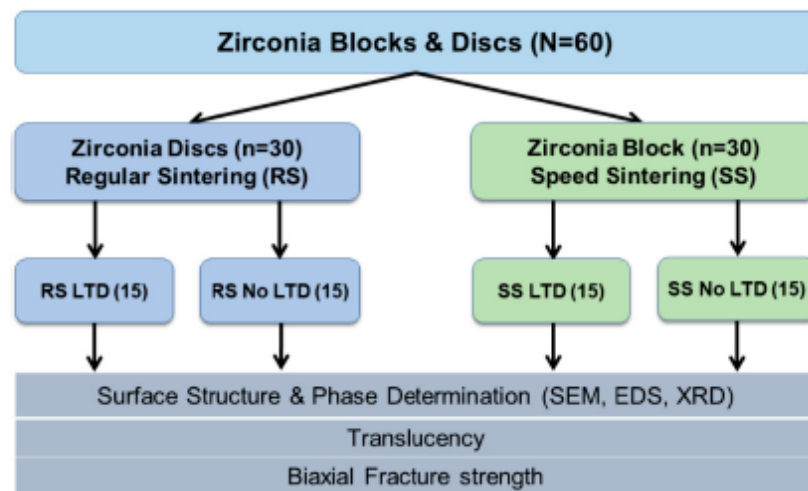 Zirconia Blocks & Discs (N=60)
Zirconia Discs (n=30)
Regular Sintering (RS)
Zirconia Block (n=30)
Speed Sintering (SS)
RS LTD (15)
RS No LTD (15)
SS LTD (15)
SS No LTD (15)
Surface Structure & Phase Determination (SEM, EDS, XRD)
Translucency
Biaxial Fracture strength